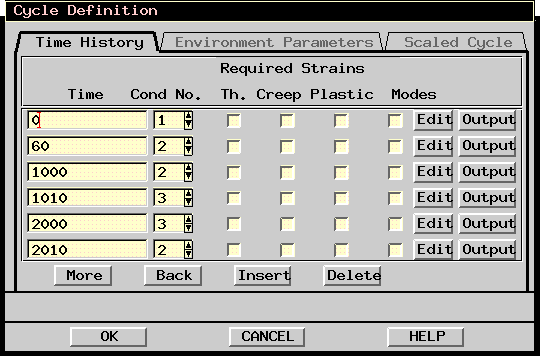 Cycle Definition
Time History Environment Parameters Scaled Cycle
Required Strains
Time Cond No. Th. Creep Plastic Modes
0 1 Edit Output
60 2 Edit Output
1000 2 Edit Output
1010 3 Edit Output
2000 3 Edit Output
2010 2 Edit Output
More Back Insert Delete
OK CANCEL HELP